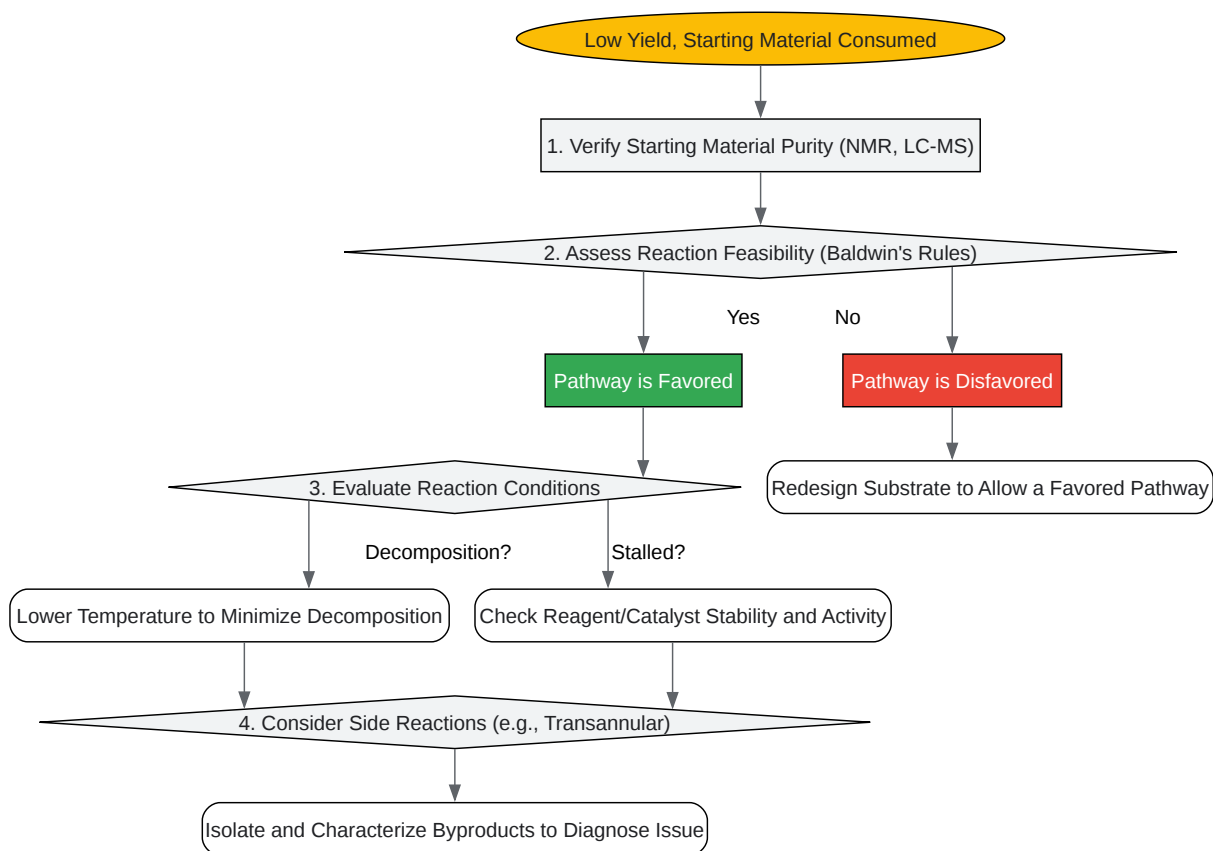 Low Yield, Starting Material Consumed
1. Verify Starting Material Purity (NMR, LC-MS)
2. Assess Reaction Feasibility (Baldwin's Rules)
Yes
No
Pathway is Favored
Pathway is Disfavored
3. Evaluate Reaction Conditions
Redesign Substrate to Allow a Favored Pathway
Decomposition?
Stalled?
Lower Temperature to Minimize Decomposition
Check Reagent/Catalyst Stability and Activity
4. Consider Side Reactions (e.g., Transannular)
Isolate and Characterize Byproducts to Diagnose Issue